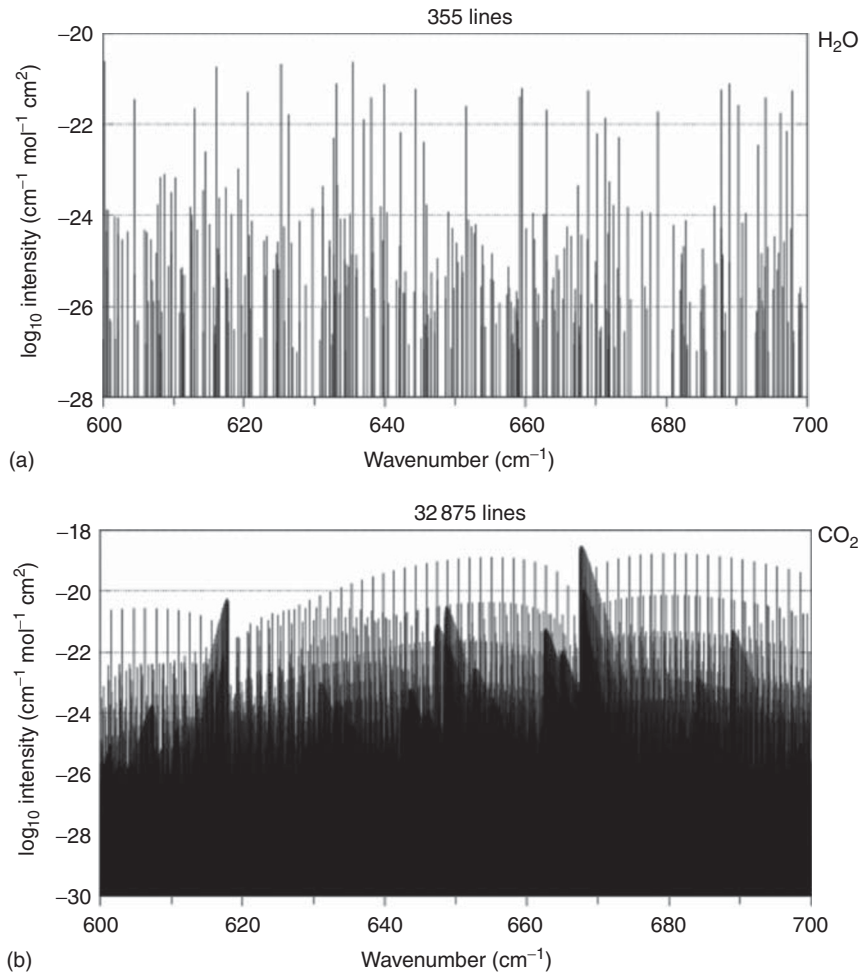 355 lines
H₂O
log₁₀ intensity (cm⁻¹ mol⁻¹ cm²)
−20
−22
−24
−26
−28
600 620 640 660 680 700
Wavenumber (cm⁻¹)
(a)
32 875 lines
CO₂
log₁₀ intensity (cm⁻¹ mol⁻¹ cm²)
−18
−20
−22
−24
−26
−28
−30
600 620 640 660 680 700
Wavenumber (cm⁻¹)
(b)